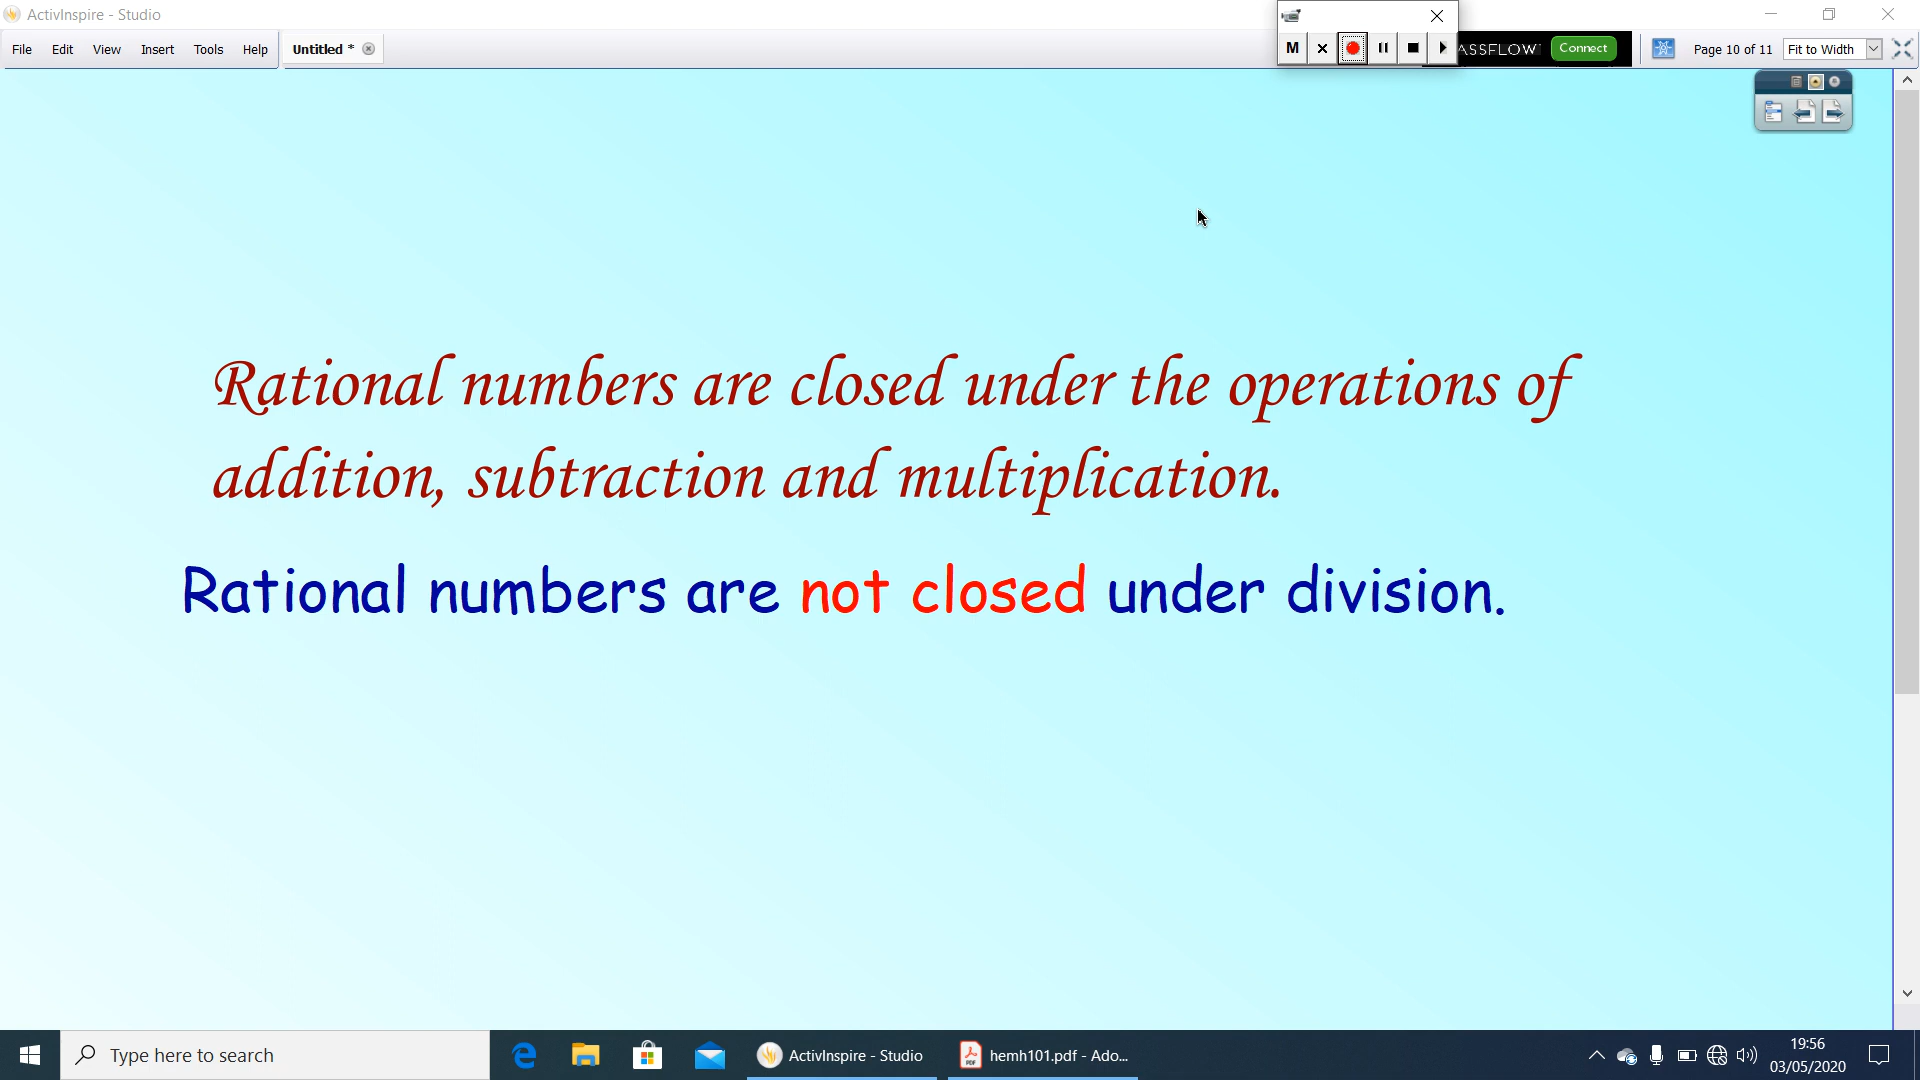 ActivInspire - Studio
File Edit View Insert Tools Help Untitled *
M
ASSFLOW Connect Page 10 of 11 Fit to Width
Rational numbers are closed under the operations of
addition, subtraction and multiplication.
Rational numbers are not closed under division.
Type here to search
ActivInspire - Studio
hemh101.pdf - Ado...
19:56
03/05/2020